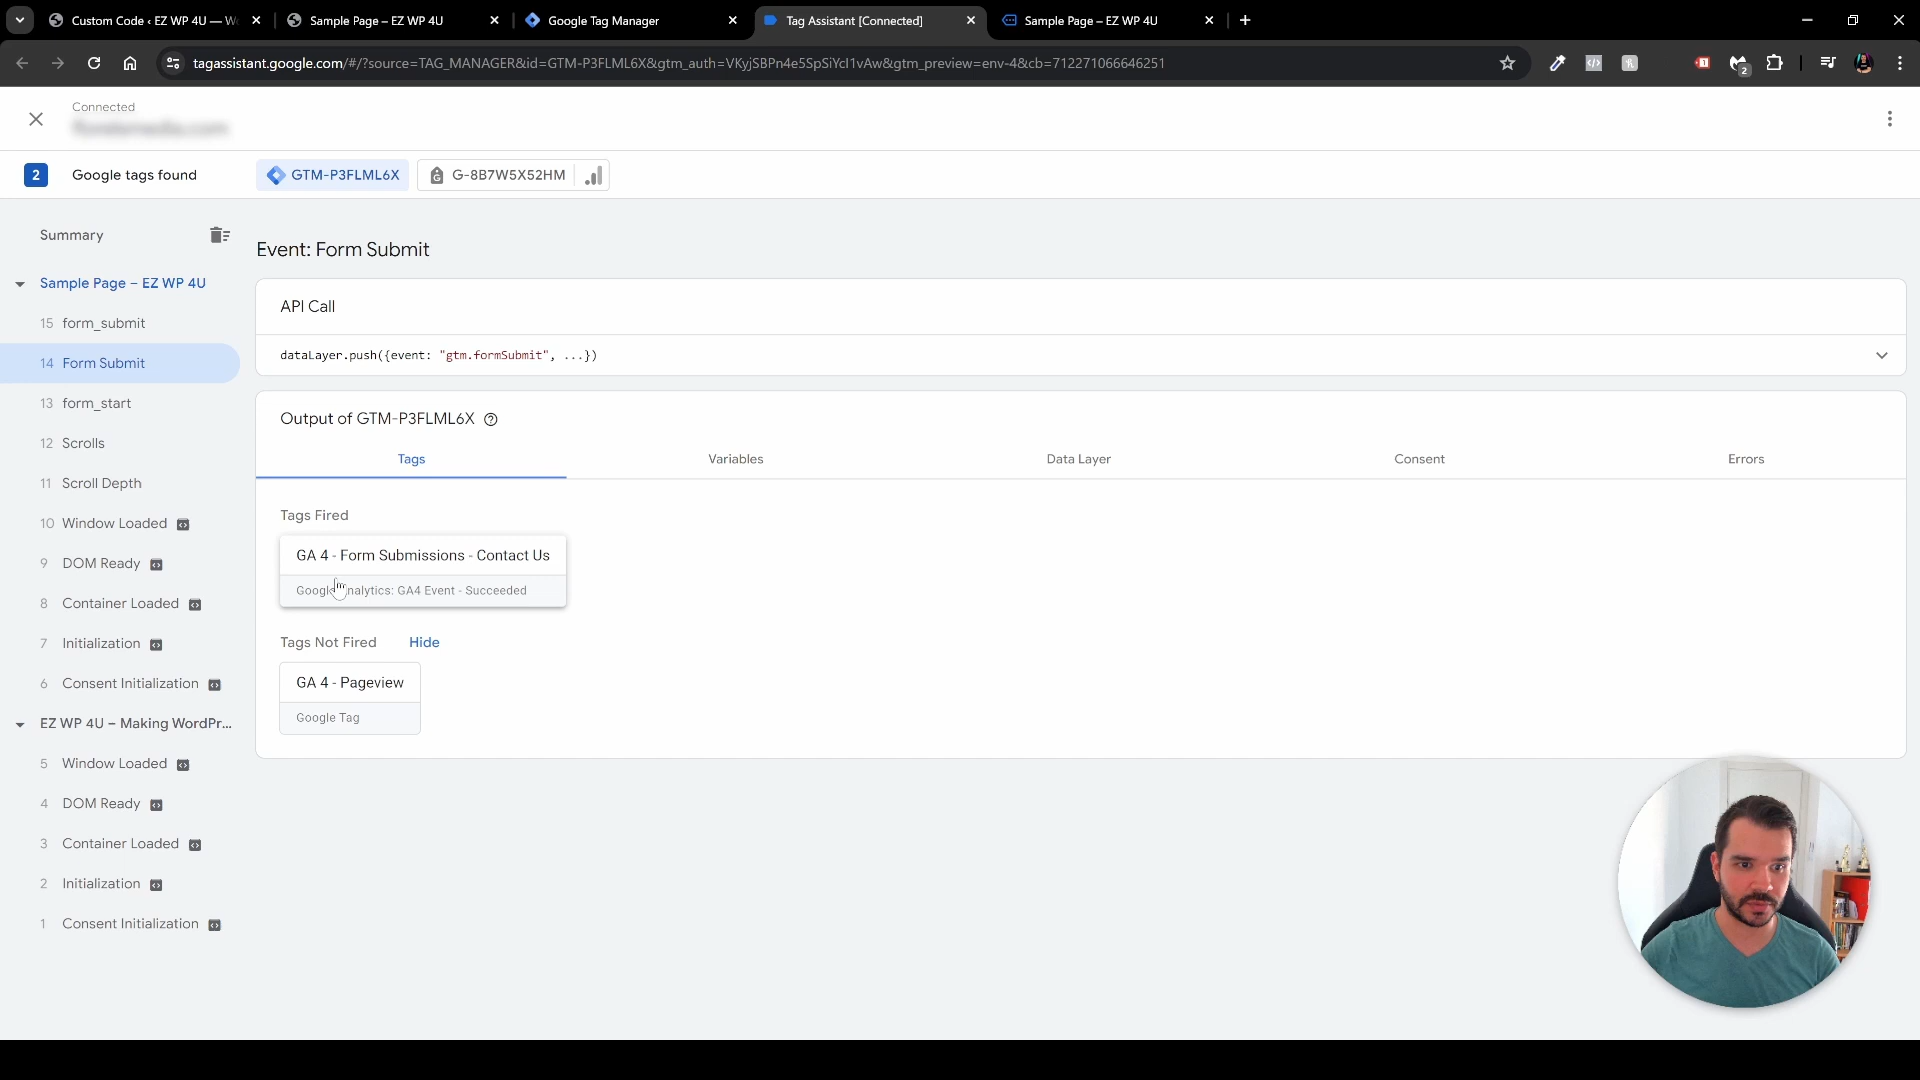 Custom Code ‹ EZ WP 4U — W
Sample Page – EZ WP 4U
Google Tag Manager
Tag Assistant [Connected]
Sample Page – EZ WP 4U
tagassistant.google.com/#/?source=TAG_MANAGER&id=GTM-P3FLML6X&gtm_auth=VKyjSBPn4e5SpSiYcI1vAw&gtm_preview=env-4&cb=712271066646251
1
2
Connected
2
Google tags found
GTM-P3FLML6X
G-8B7W5X52HM
Summary
Sample Page – EZ WP 4U
15 form_submit
14 Form Submit
13 form_start
12 Scrolls
11 Scroll Depth
10 Window Loaded
9 DOM Ready
8 Container Loaded
7 Initialization
6 Consent Initialization
EZ WP 4U – Making WordPr...
5 Window Loaded
4 DOM Ready
3 Container Loaded
2 Initialization
1 Consent Initialization
Event: Form Submit
API Call
dataLayer.push({event: "gtm.formSubmit", ...})
Output of GTM-P3FLML6X
Tags
Variables
Data Layer
Consent
Errors
Tags Fired
GA 4 - Form Submissions - Contact Us
Google Analytics: GA4 Event - Succeeded
Tags Not Fired
Hide
GA 4 - Pageview
Google Tag